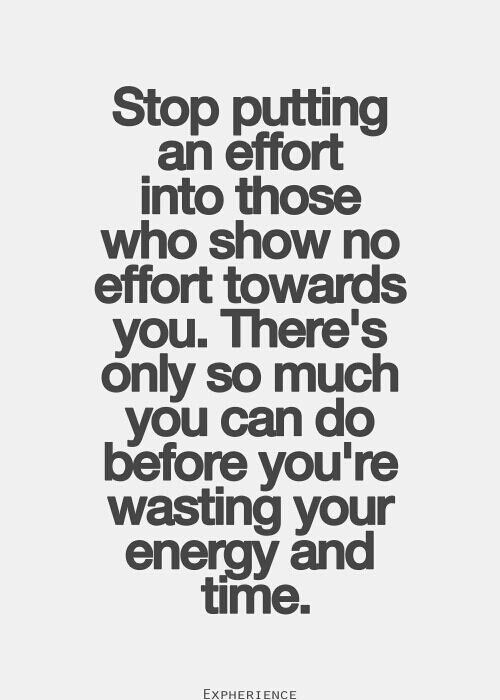 Stop putting
an effort
into those
who show no
effort towards
you. There's
only so much
you can do
before you're
wasting your
energy and
time.
Expherience